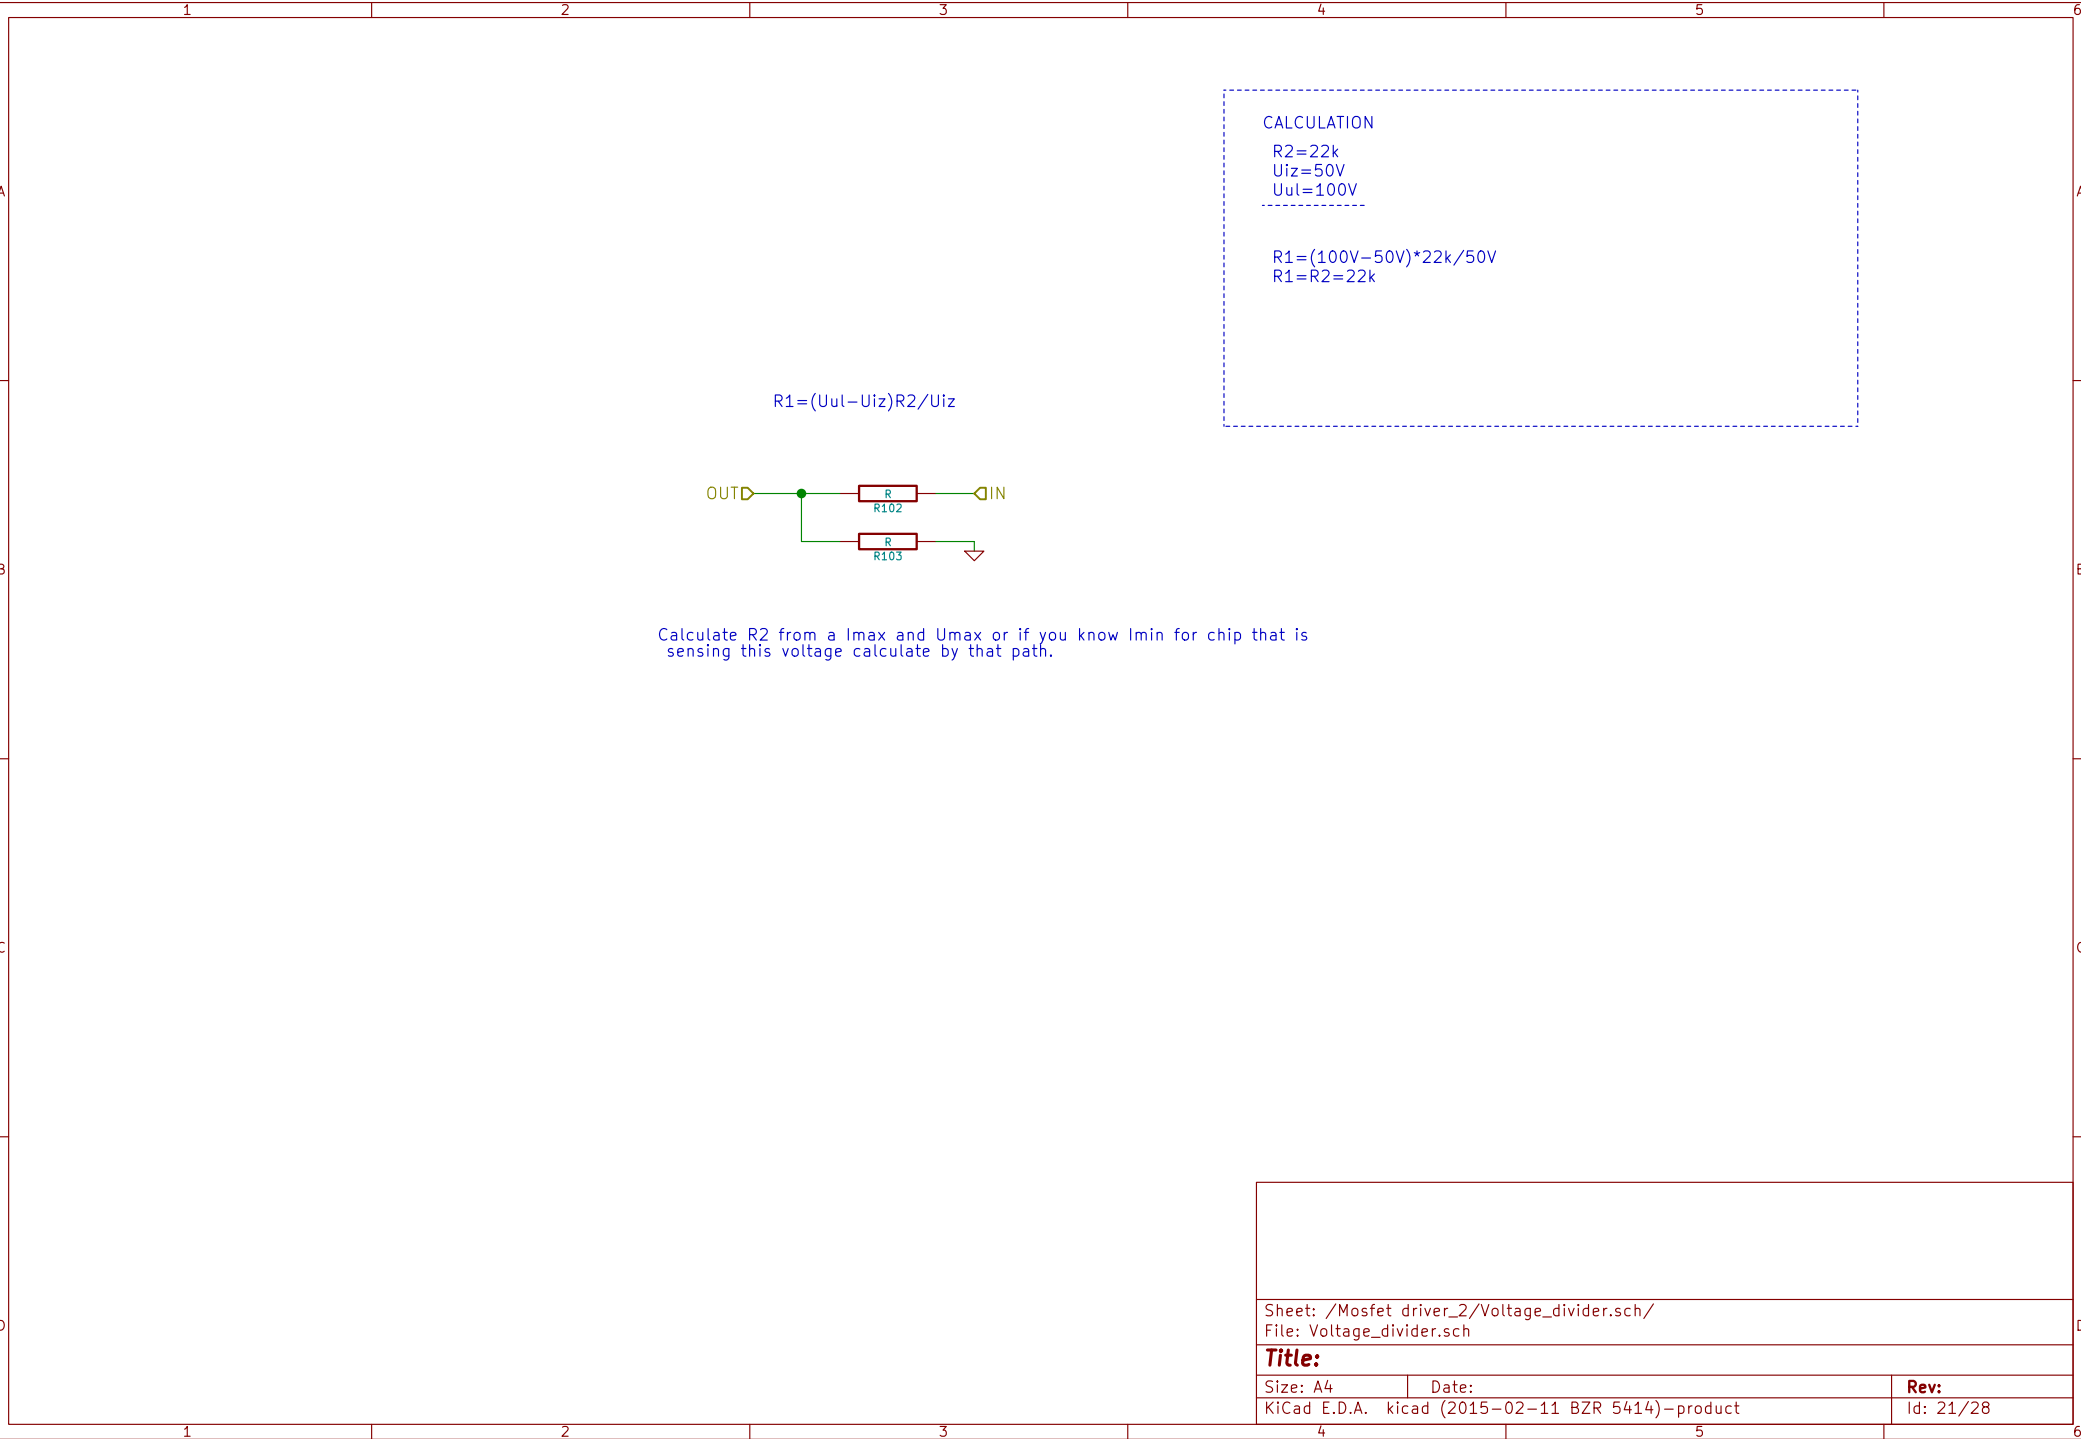 1 2 3 4 5 6
CALCULATION
R2=22k
Uiz=50V
Uul=100V
A A
R1=(100V-50V)*22k/50V
R1=R2=22k
R1=(Uul-Uiz)R2/Uiz
OUT R IN
R102
R
R103
B B
Calculate R2 from a Imax and Umax or if you know Imin for chip that is
sensing this voltage calculate by that path.
C C
Sheet: /Mosfet driver_2/Voltage_divider.sch/
D D
File: Voltage_divider.sch
Title:
Size: A4 Date: Rev:
KiCad E.D.A. kicad (2015-02-11 BZR 5414)-product Id: 21/28
1 2 3 4 5 6